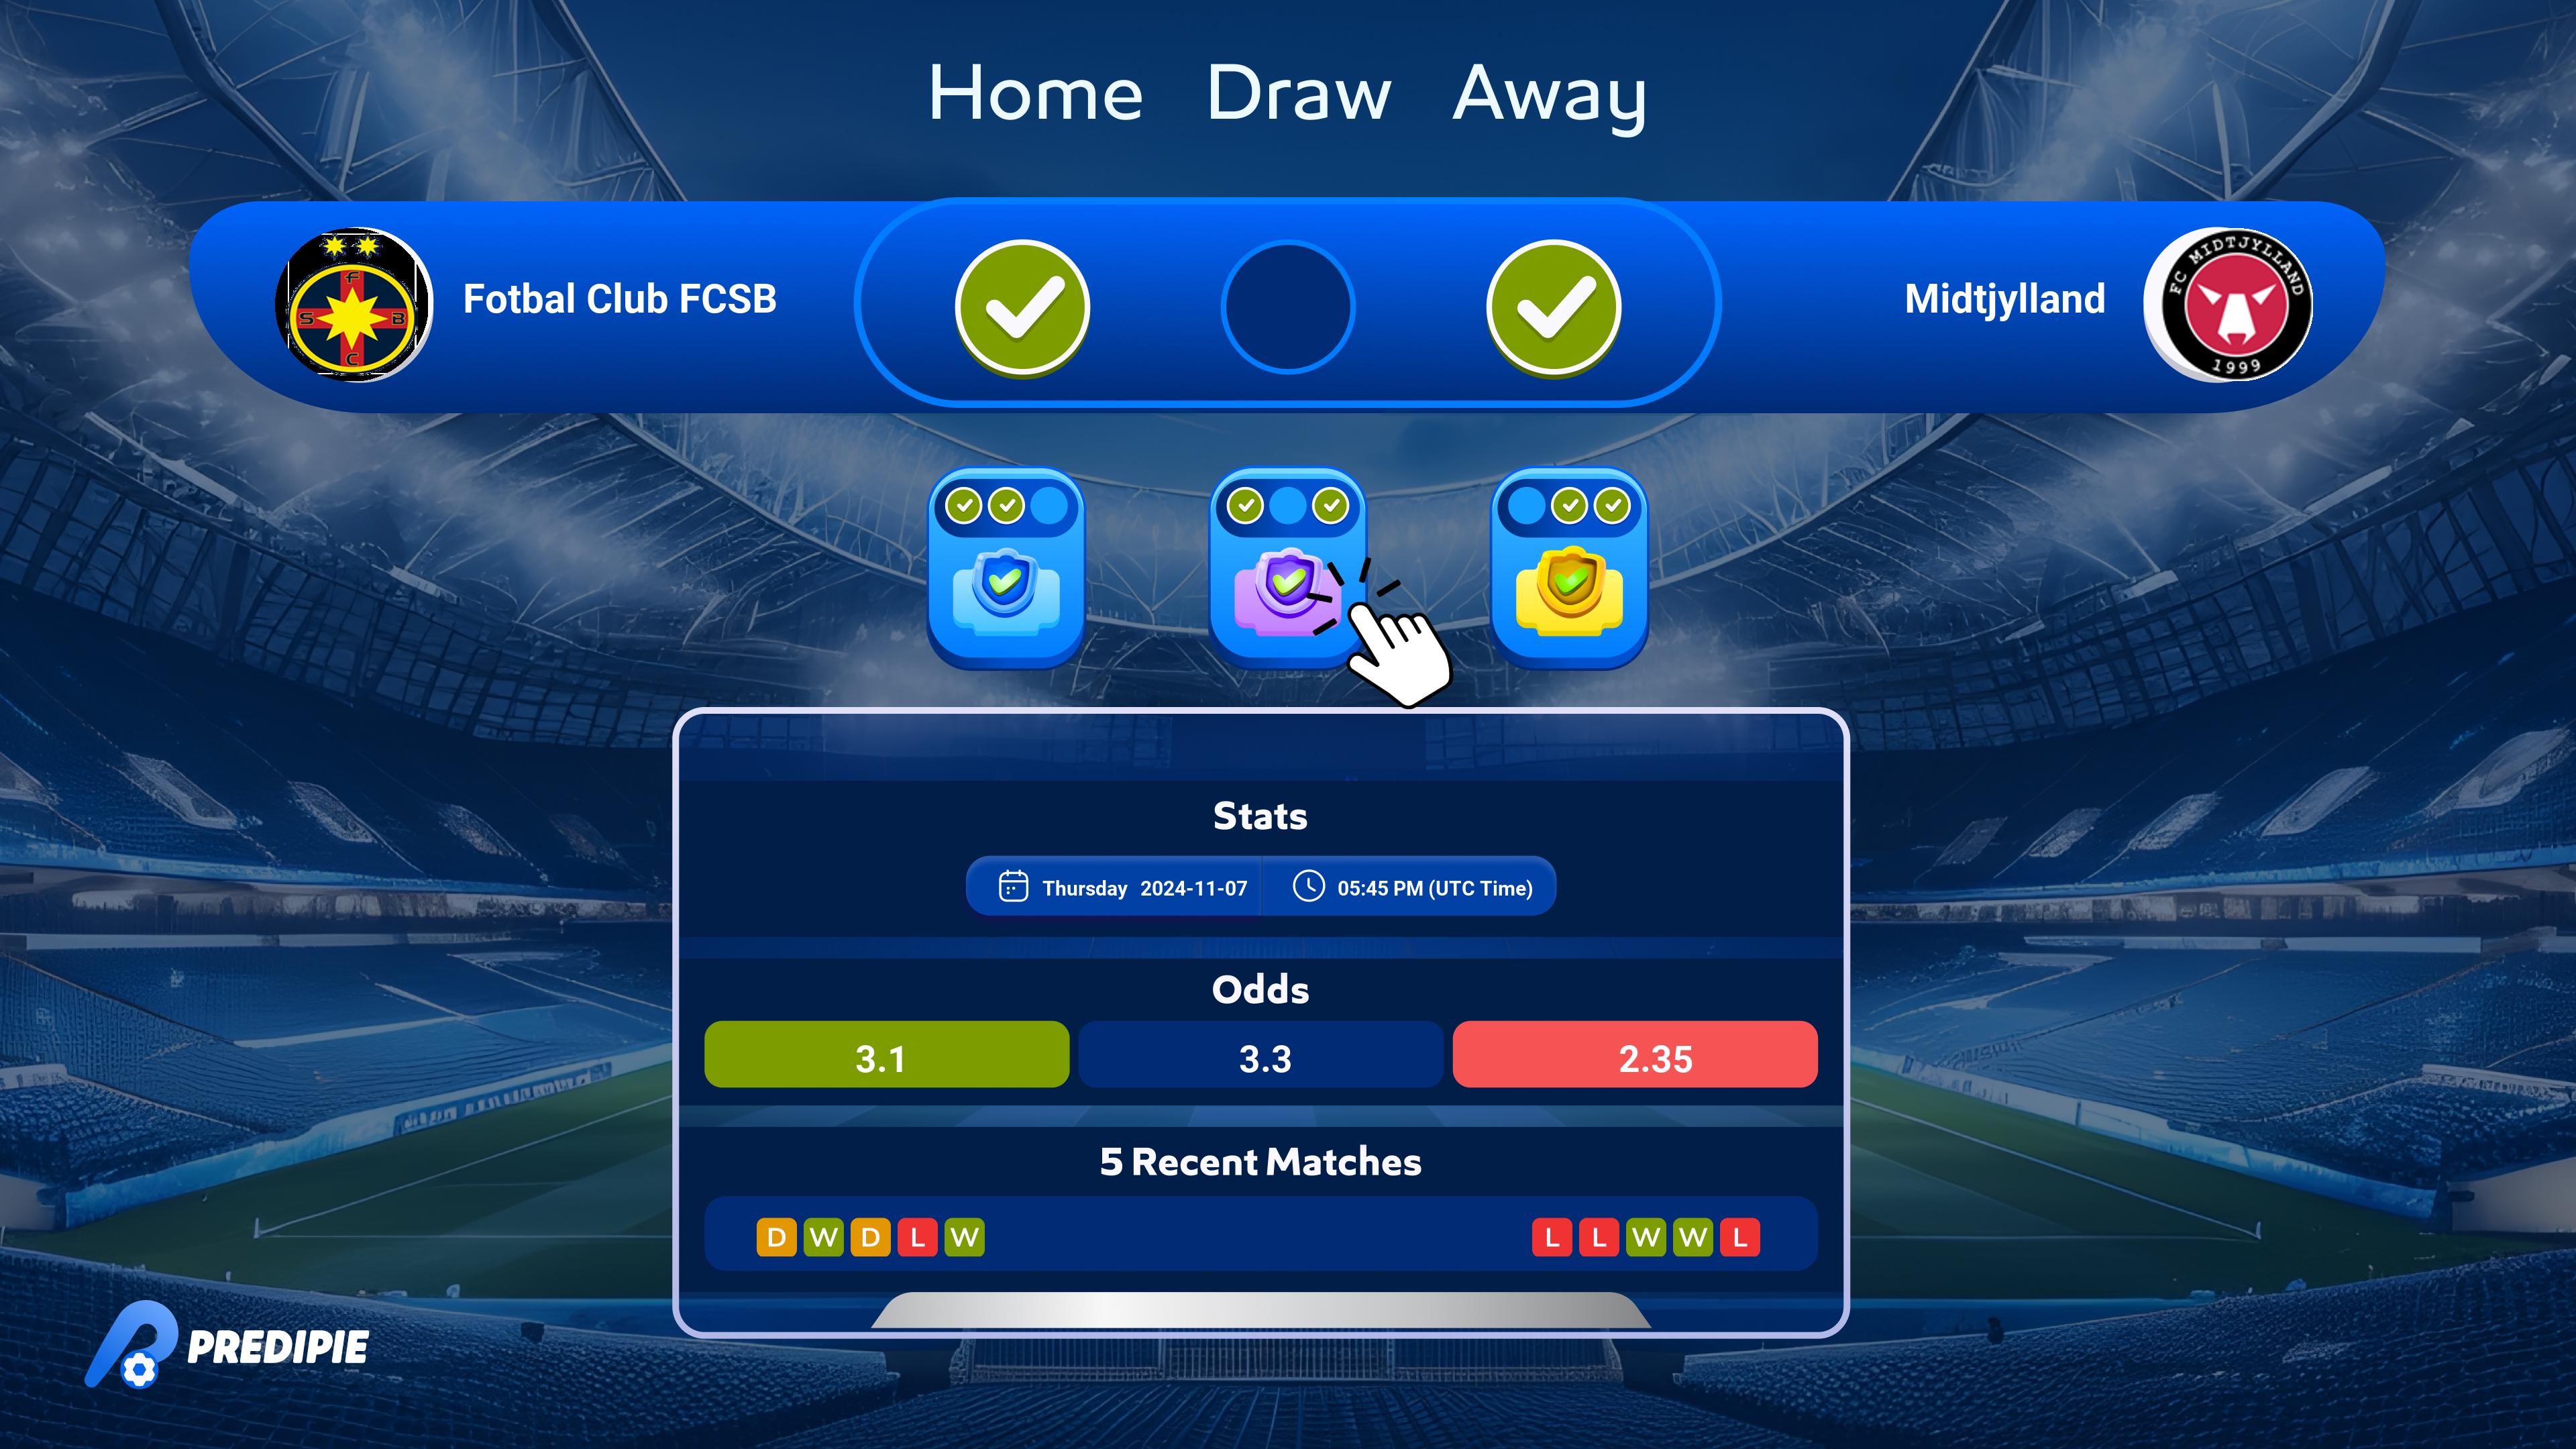 Home Draw Away
F
S B
C
Fotbal Club FCSB
Midtjylland
FC MIDTJYLLAND
1999
Stats
Thursday 2024-11-07 05:45 PM (UTC Time)
Odds
3.1 3.3 2.35
5 Recent Matches
D W D L W L L W W L
PREDIPIE